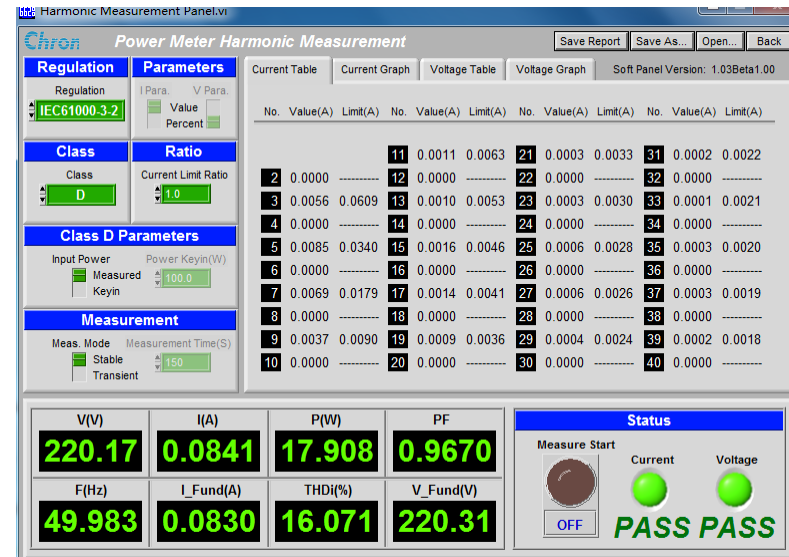 Harmonic Measurement Panel.vi
Chron Power Meter Harmonic Measurement Save Report Save As... Open... Back
Regulation Parameters Current Table Current Graph Voltage Table Voltage Graph Soft Panel Version: 1.03Beta1.00
Regulation I Para. V Para.
IEC61000-3-2 Value
Percent
No. Value(A) Limit(A) No. Value(A) Limit(A) No. Value(A) Limit(A) No. Value(A) Limit(A)
11 0.0011 0.0063 21 0.0003 0.0033 31 0.0002 0.0022
Class Ratio
Class Current Limit Ratio
D 1.0
2 0.0000 ---------- 12 0.0000 ---------- 22 0.0000 ---------- 32 0.0000 ----------
3 0.0056 0.0609 13 0.0010 0.0053 23 0.0003 0.0030 33 0.0001 0.0021
4 0.0000 ---------- 14 0.0000 ---------- 24 0.0000 ---------- 34 0.0000 ----------
5 0.0085 0.0340 15 0.0016 0.0046 25 0.0006 0.0028 35 0.0003 0.0020
6 0.0000 ---------- 16 0.0000 ---------- 26 0.0000 ---------- 36 0.0000 ----------
7 0.0069 0.0179 17 0.0014 0.0041 27 0.0006 0.0026 37 0.0003 0.0019
8 0.0000 ---------- 18 0.0000 ---------- 28 0.0000 ---------- 38 0.0000 ----------
9 0.0037 0.0090 19 0.0009 0.0036 29 0.0004 0.0024 39 0.0002 0.0018
10 0.0000 ---------- 20 0.0000 ---------- 30 0.0000 ---------- 40 0.0000 ----------
Class D Parameters
Input Power Power Keyin(W)
Measured 100.0
Keyin
Measurement
Meas. Mode Measurement Time(S)
Stable 150
Transient
V(V) I(A) P(W) PF
220.17 0.0841 17.908 0.9670
F(Hz) I_Fund(A) THDi(%) V_Fund(V)
49.983 0.0830 16.071 220.31
Status
Measure Start Current Voltage
OFF PASS PASS